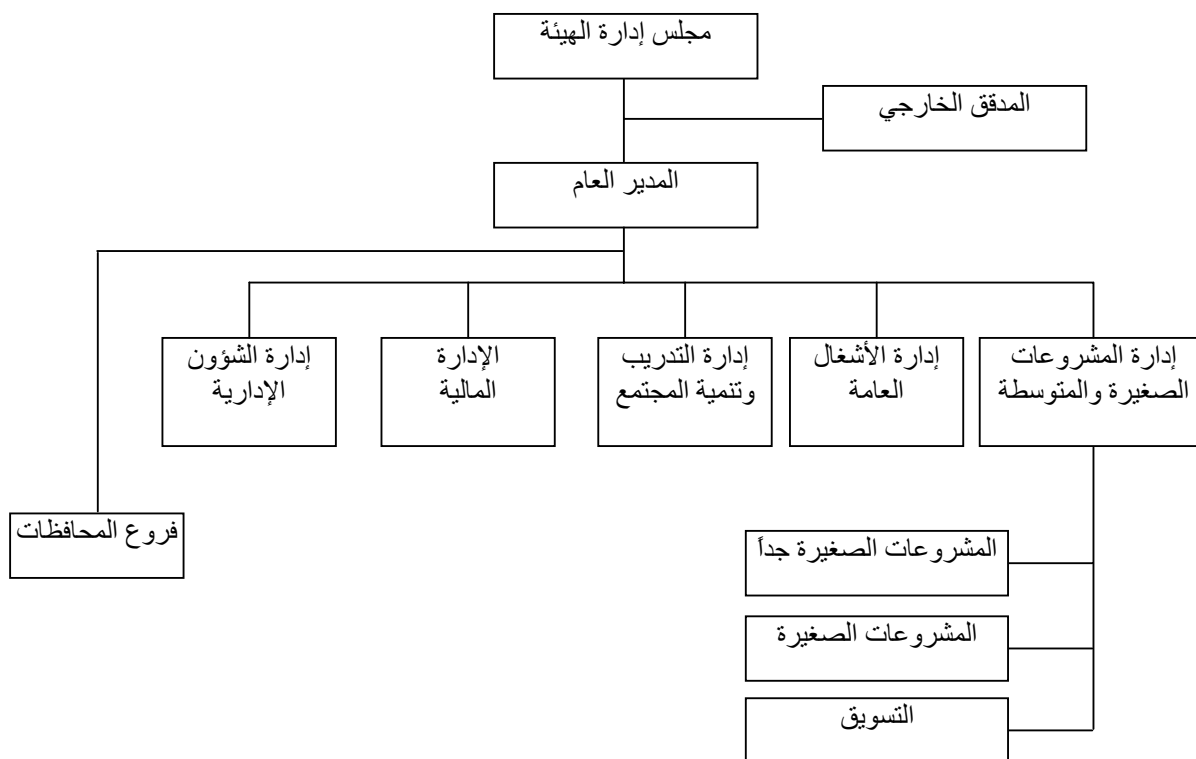 مجلس إدارة الهيئة
المدقق الخارجي
المدير العام
إدارة المشروعات
الصغيرة والمتوسطة
إدارة الأشغال
العامة
إدارة التدريب
وتنمية المجتمع
الإدارة
المالية
إدارة الشؤون
الإدارية
فروع المحافظات
المشروعات الصغيرة جداً
المشروعات الصغيرة
التسويق